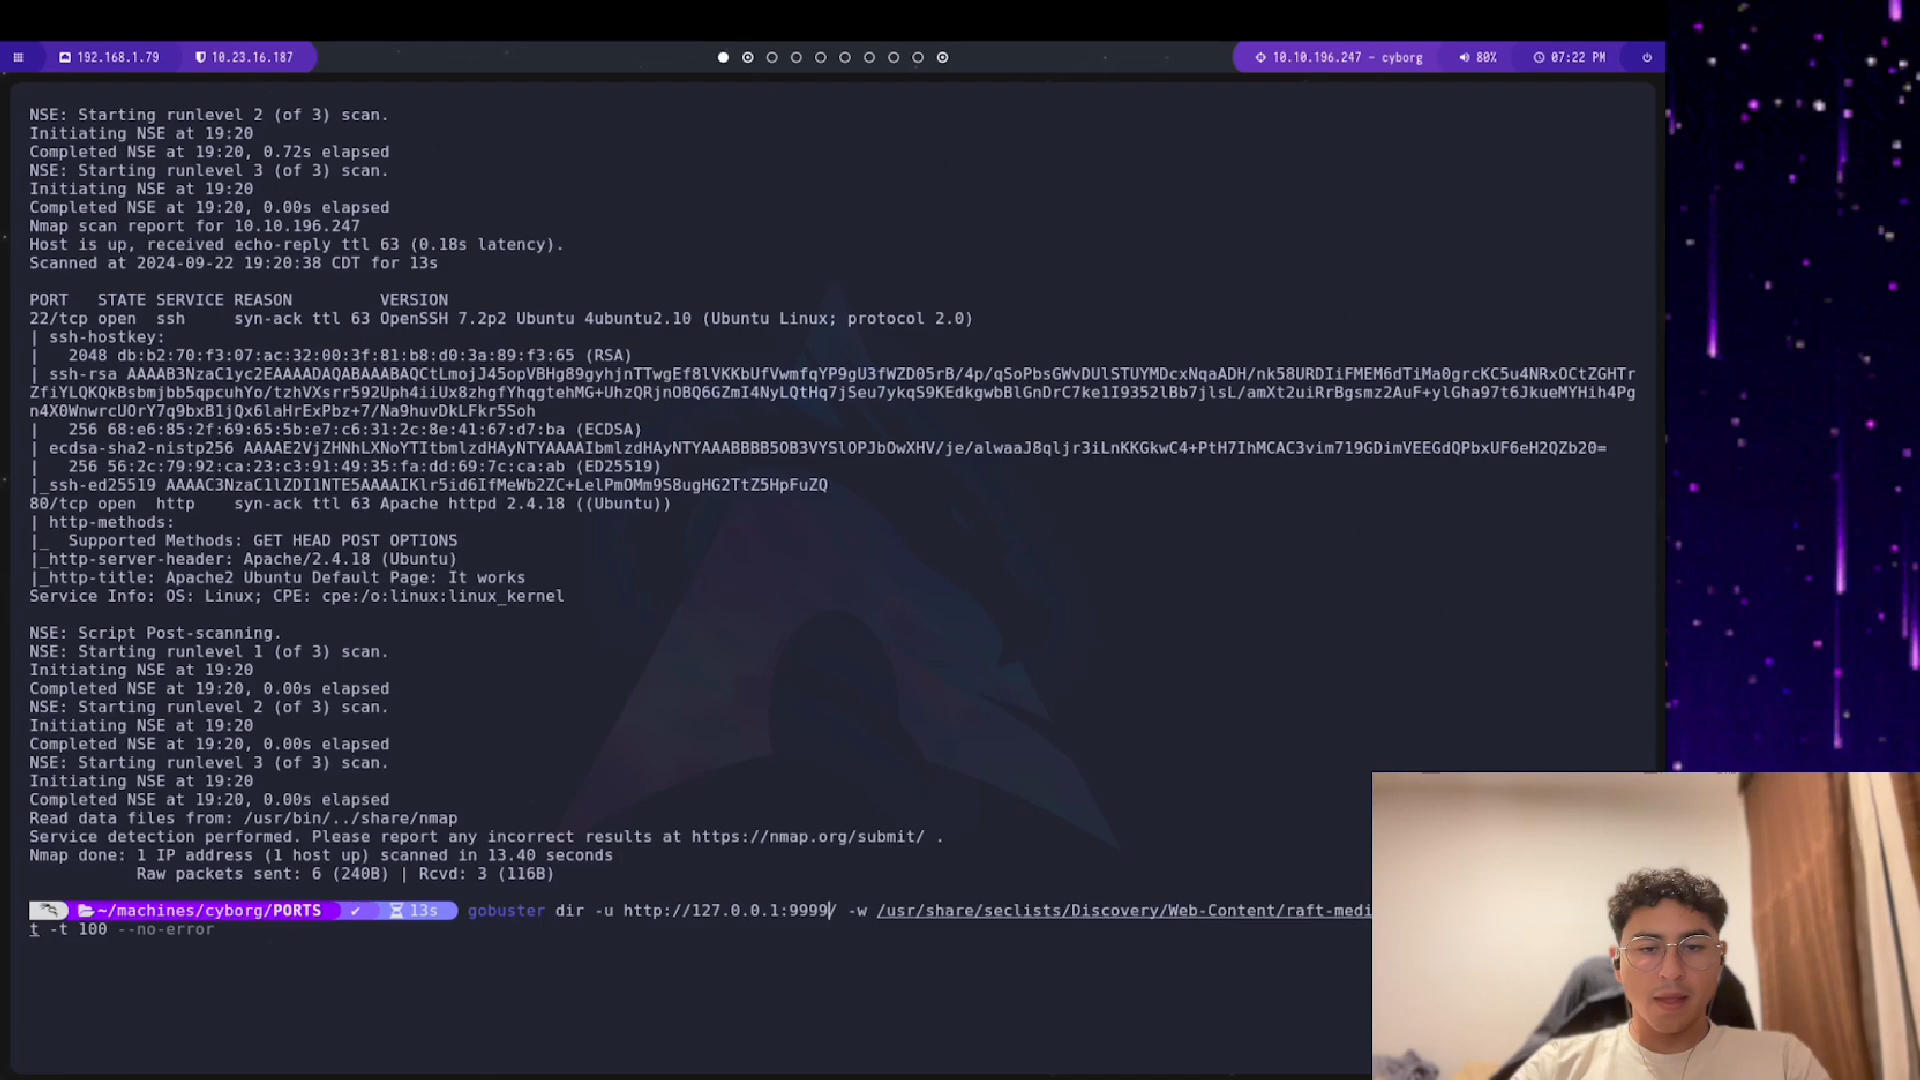 192.168.1.79 10.23.16.187 10.10.196.247 - cyborg 80% 07:22 PM
NSE: Starting runlevel 2 (of 3) scan.
Initiating NSE at 19:20
Completed NSE at 19:20, 0.72s elapsed
NSE: Starting runlevel 3 (of 3) scan.
Initiating NSE at 19:20
Completed NSE at 19:20, 0.00s elapsed
Nmap scan report for 10.10.196.247
Host is up, received echo-reply ttl 63 (0.18s latency).
Scanned at 2024-09-22 19:20:38 CDT for 13s
PORT STATE SERVICE REASON VERSION
22/tcp open ssh syn-ack ttl 63 OpenSSH 7.2p2 Ubuntu 4ubuntu2.10 (Ubuntu Linux; protocol 2.0)
| ssh-hostkey:
| 2048 db:b2:70:f3:07:ac:32:00:3f:81:b8:d0:3a:89:f3:65 (RSA)
| ssh-rsa
| 256 68:e6:85:2f:69:65:5b:e7:c6:31:2c:8e:41:67:d7:ba (ECDSA)
| ecdsa-sha2-nistp256
| 256 56:2c:79:92:ca:23:c3:91:49:35:fa:dd:69:7c:ca:ab (ED25519)
|_ssh-ed25519
80/tcp open http syn-ack ttl 63 Apache httpd 2.4.18 ((Ubuntu))
| http-methods:
|_ Supported Methods: GET HEAD POST OPTIONS
|_http-server-header: Apache/2.4.18 (Ubuntu)
|_http-title: Apache2 Ubuntu Default Page: It works
Service Info: OS: Linux; CPE: cpe:/o:linux:linux_kernel
NSE: Script Post-scanning.
NSE: Starting runlevel 1 (of 3) scan.
Initiating NSE at 19:20
Completed NSE at 19:20, 0.00s elapsed
NSE: Starting runlevel 2 (of 3) scan.
Initiating NSE at 19:20
Completed NSE at 19:20, 0.00s elapsed
NSE: Starting runlevel 3 (of 3) scan.
Initiating NSE at 19:20
Completed NSE at 19:20, 0.00s elapsed
Read data files from: /usr/bin/../share/nmap
Service detection performed. Please report any incorrect results at https://nmap.org/submit/ .
Nmap done: 1 IP address (1 host up) scanned in 13.40 seconds
Raw packets sent: 6 (240B) | Rcvd: 3 (116B)
~/machines/cyborg/PORTS ✔ 13s gobuster dir -u http://127.0.0.1:9999/ -w /usr/share/seclists/Discovery/Web-Content/raft-medi
t -t 100 --no-error